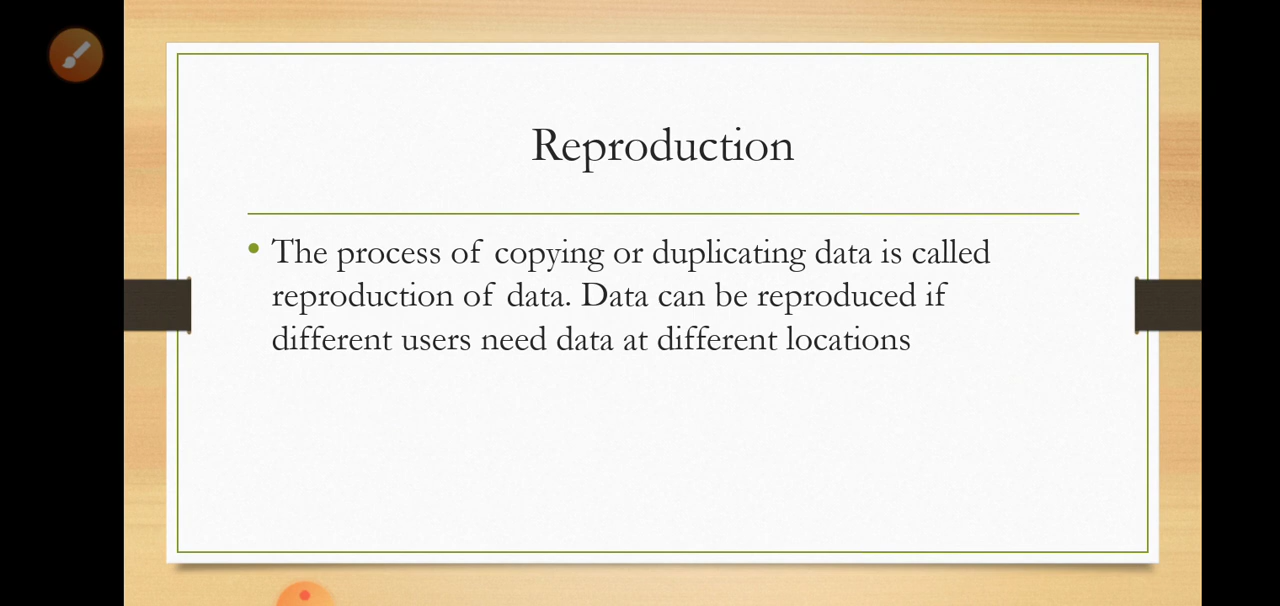 Reproduction
• The process of copying or duplicating data is called
reproduction of data. Data can be reproduced if
different users need data at different locations